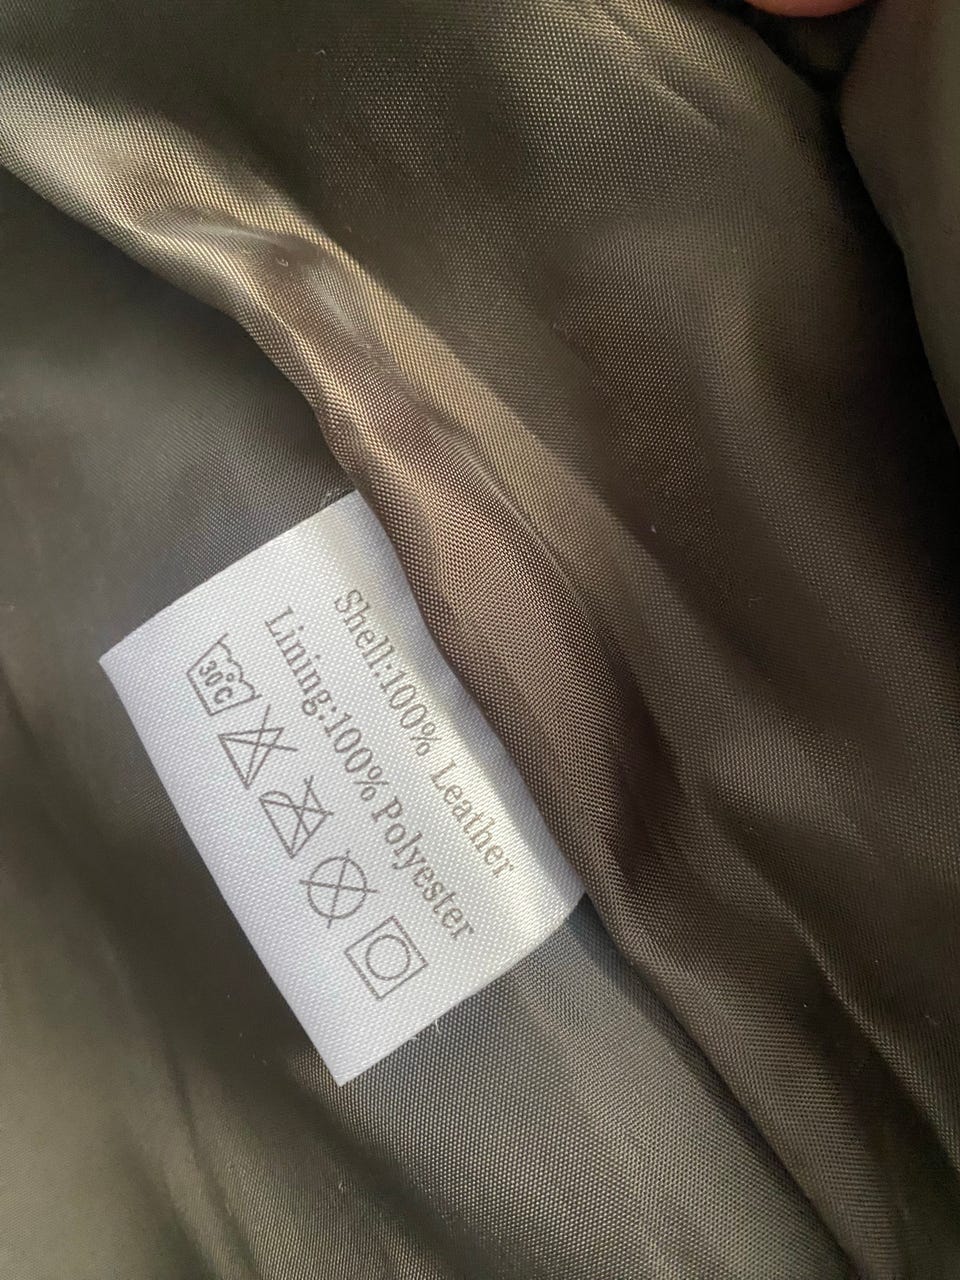 Shell:100% Leather
Lining:100% Polyester
30°C